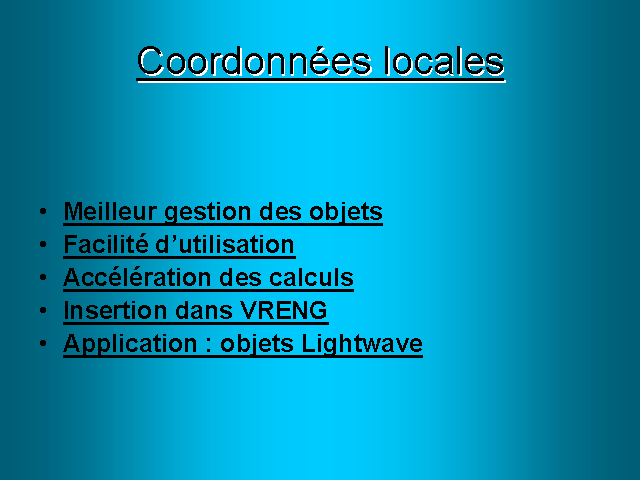 Coordonnées locales
• Meilleur gestion des objets
• Facilité d’utilisation
• Accélération des calculs
• Insertion dans VRENG
• Application : objets Lightwave